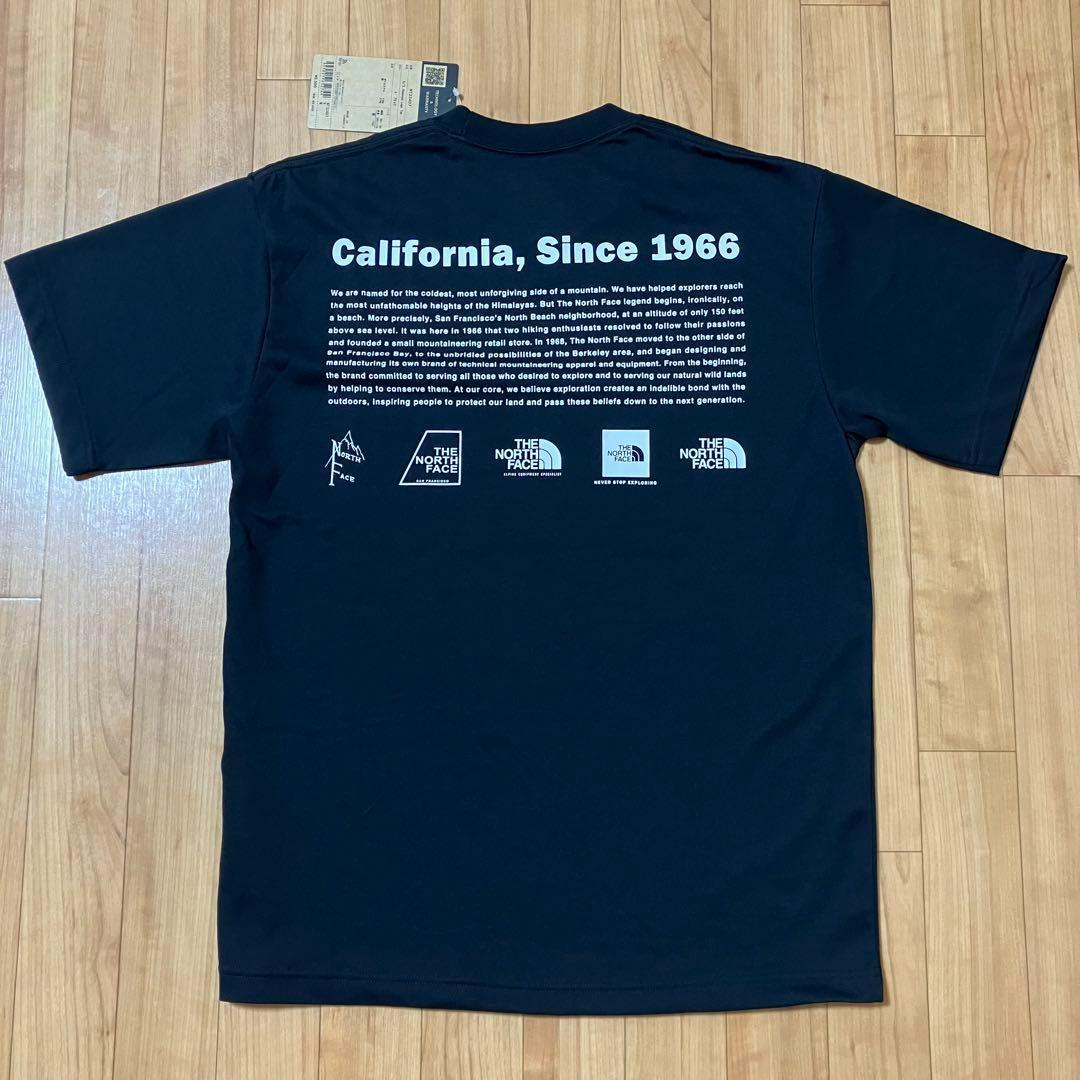 TECHNOLOGY
&
WARRANTY
NT32407
California, Since 1966
We are named for the coldest, most unforgiving side of a mountain. We have helped explorers reach
the most unfathomable heights of the Himalayas. But The North Face legend begins, ironically, on
a beach. More precisely, San Francisco's North Beach neighborhood, at an altitude of only 150 feet
above sea level. It was here in 1966 that two hiking enthusiasts resolved to follow their passions
and founded a small mountaineering retail store. In 1968, The North Face moved to the other side of
San Francisco Bay, to the unbridled possibilities of the Berkeley area, and began designing and
manufacturing its own brand of technical mountaineering apparel and equipment. From the beginning,
the brand committed to serving all those who desired to explore and to serving our natural wild lands
by helping to conserve them. At our core, we believe exploration creates an indelible bond with the
outdoors, inspiring people to protect our land and pass these beliefs down to the next generation.
NORTH
FACE
THE
NORTH
FACE
SAN FRANCISCO
THE
NORTH
FACE
ALPINE EQUIPMENT SPECIALIST
THE
NORTH
FACE
NEVER STOP EXPLORING
THE
NORTH
FACE